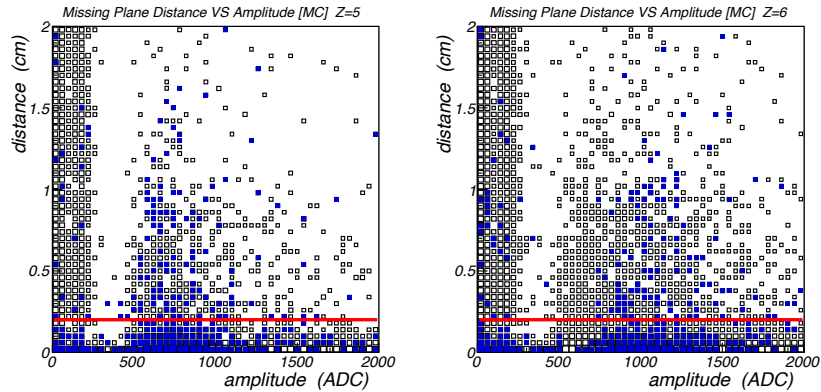 Missing Plane Distance VS Amplitude [MC] Z=5
distance (cm)
2
1.5
1
0.5
0
0 500 1000 1500 2000
amplitude (ADC)
Missing Plane Distance VS Amplitude [MC] Z=6
distance (cm)
2
1.5
1
0.5
0
0 500 1000 1500 2000
amplitude (ADC)